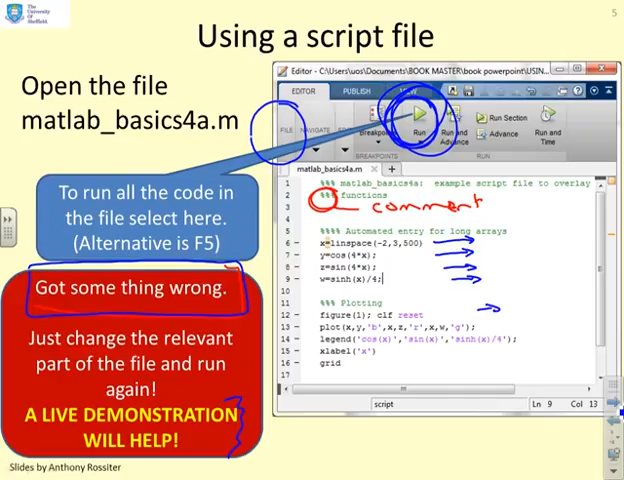 The
University
Of
Sheffield.
5
Using a script file
Open the file
matlab_basics4a.m
To run all the code in
the file select here.
(Alternative is F5)
Got some thing wrong.
Just change the relevant
part of the file and run
again!
A LIVE DEMONSTRATION
WILL HELP!
Slides by Anthony Rossiter
Editor - C:\Users\uos\Documents\BOOK MASTER\book powerpoint\USIN...
EDITOR PUBLISH VIEW
FILE NAVIGATE Breakpoints Run Run and Advance Run Section Advance Run and Time
BREAKPOINTS RUN
matlab_basics4a.m
1 %%% matlab_basics4a: example script file to overlay
2 %%% functions
3 comment
4
5 %%%% Automated entry for long arrays
6 x=linspace(-2,3,500)
7 y=cos(4*x);
8 z=sin(4*x);
9 w=sinh(x)/4;
10
11 %%% Plotting
12 figure(1); clf reset
13 plot(x,y,'b',x,z,'r',x,w,'g');
14 legend('cos(x)','sin(x)','sinh(x)/4');
15 xlabel('x')
16 grid
17
script Ln 9 Col 13